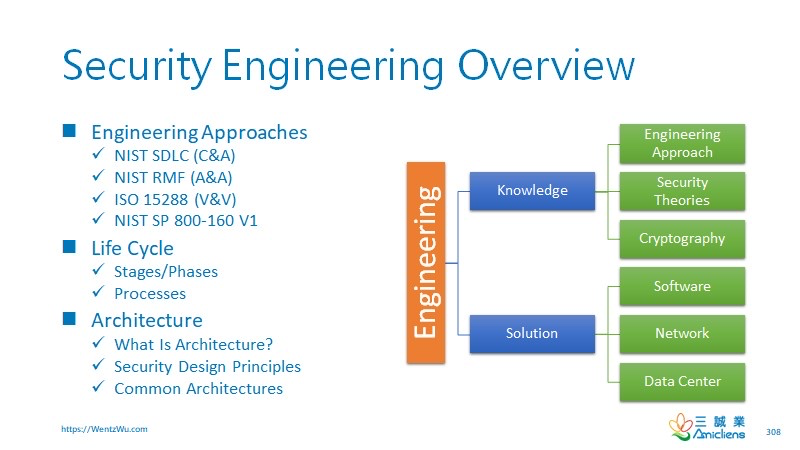 Security Engineering Overview
Engineering Approaches
NIST SDLC (C&A)
NIST RMF (A&A)
ISO 15288 (V&V)
NIST SP 800-160 V1
Life Cycle
Stages/Phases
Processes
Architecture
What Is Architecture?
Security Design Principles
Common Architectures
Engineering
Knowledge
Solution
Engineering
Approach
Security
Theories
Cryptography
Software
Network
Data Center
https://WentzWu.com
三誠業
Amicliens
308